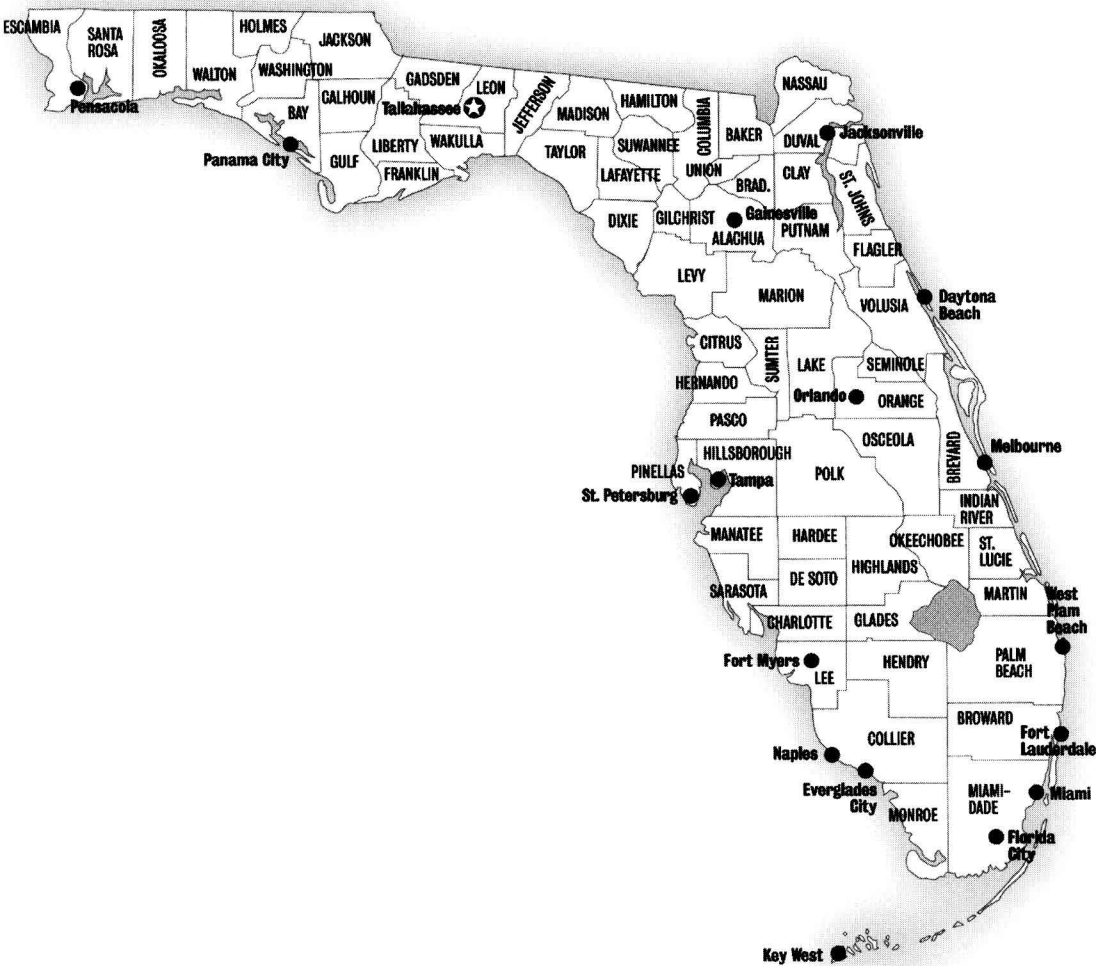 ESCAMBIA
SANTA
ROSA
OKALOOSA
WALTON
HOLMES
WASHINGTON
JACKSON
BAY
CALHOUN
GULF
GADSDEN
LIBERTY
FRANKLIN
LEON
WAKULLA
JEFFERSON
MADISON
TAYLOR
HAMILTON
SUWANNEE
LAFAYETTE
DIXIE
COLUMBIA
UNION
GILCHRIST
BAKER
BRAD.
ALACHUA
NASSAU
DUVAL
CLAY
PUTNAM
ST. JOHNS
FLAGLER
LEVY
MARION
VOLUSIA
CITRUS
SUMTER
LAKE
SEMINOLE
HERNANDO
ORANGE
PASCO
OSCEOLA
BREVARD
HILLSBOROUGH
PINELLAS
POLK
INDIAN
RIVER
MANATEE
HARDEE
OKEECHOBEE
ST.
LUCIE
HIGHLANDS
DE SOTO
SARASOTA
MARTIN
CHARLOTTE
GLADES
LEE
HENDRY
PALM
BEACH
COLLIER
BROWARD
MONROE
MIAMI-
DADE
Pensacola
Panama City
Tallahassee
Jacksonville
Gainesville
Daytona
Beach
Orlando
Melbourne
Tampa
St. Petersburg
West
Plam
Beach
Fort Myers
Fort
Lauderdale
Naples
Everglades
City
Miami
Florida
City
Key West